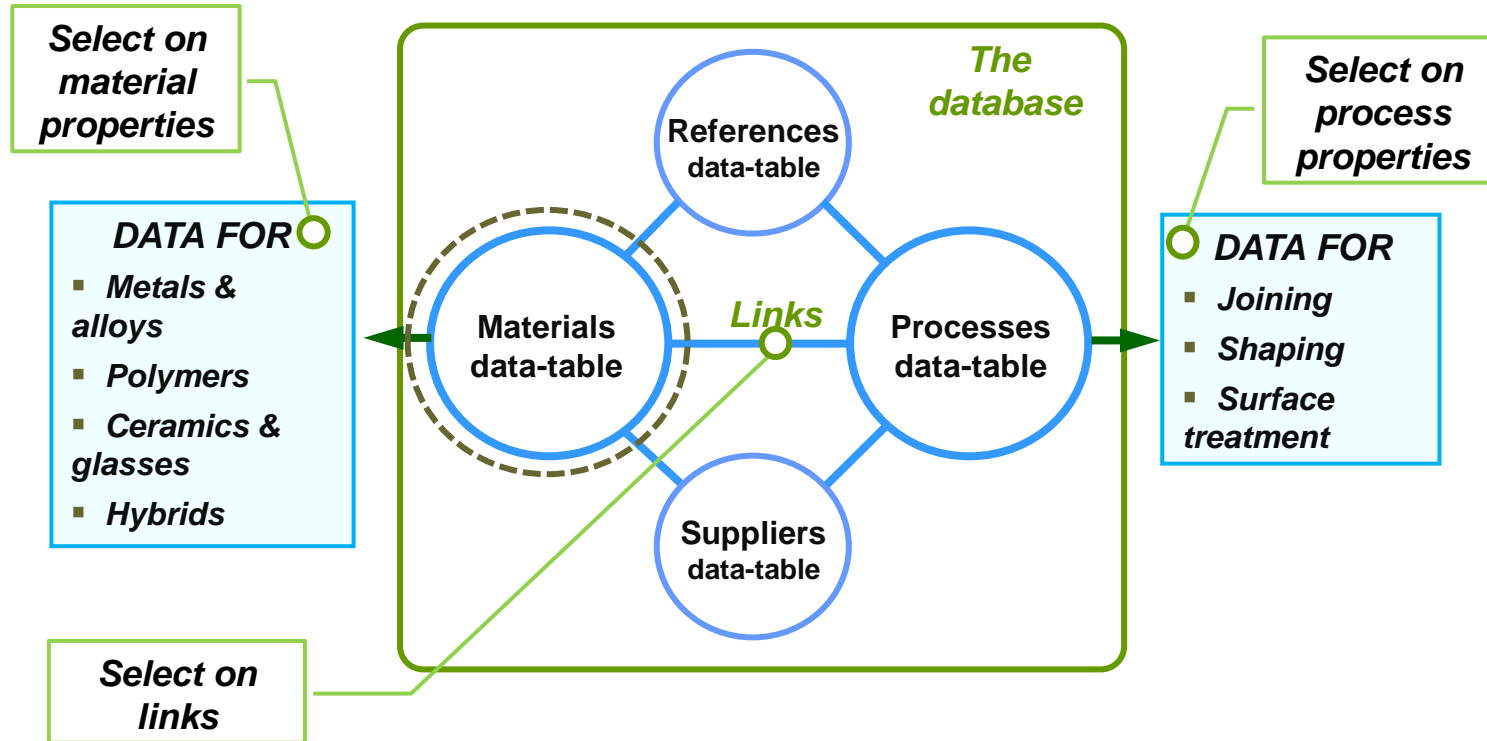 Select on
material
properties
DATA FOR
▪ Metals &
alloys
▪ Polymers
▪ Ceramics &
glasses
▪ Hybrids
The
database
References
data-table
Materials
data-table
Links
Processes
data-table
Suppliers
data-table
Select on
process
properties
DATA FOR
▪ Joining
▪ Shaping
▪ Surface
treatment
Select on
links